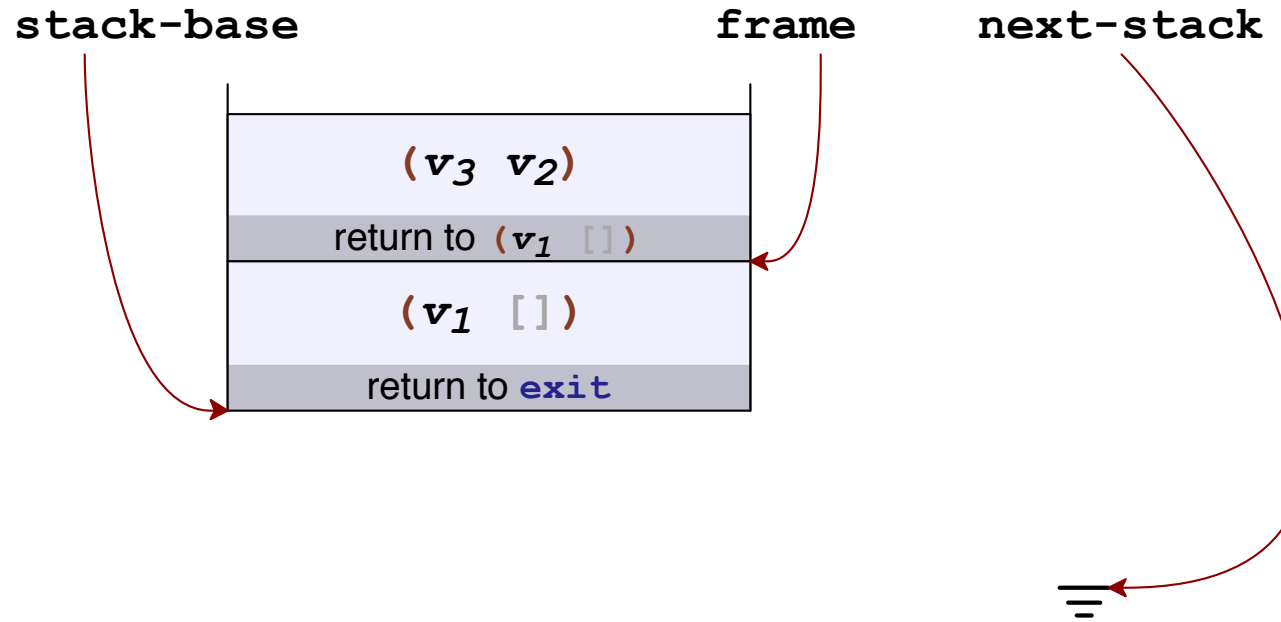 stack-base frame next-stack
(v3 v2)
return to (v1 [])
(v1 [])
return to exit